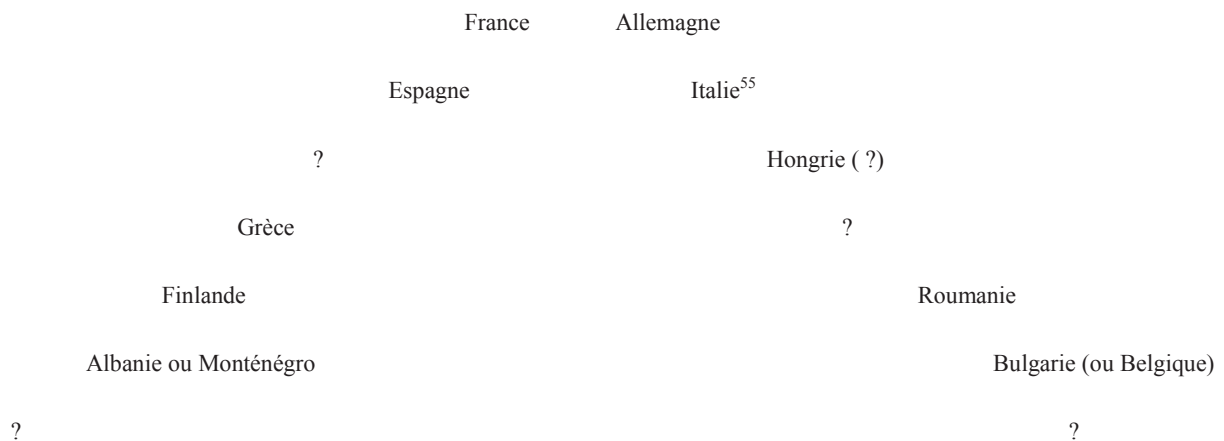 France Allemagne
Espagne Italie55
? Hongrie ( ?)
Grèce ?
Finlande Roumanie
Albanie ou Monténégro Bulgarie (ou Belgique)
? ?